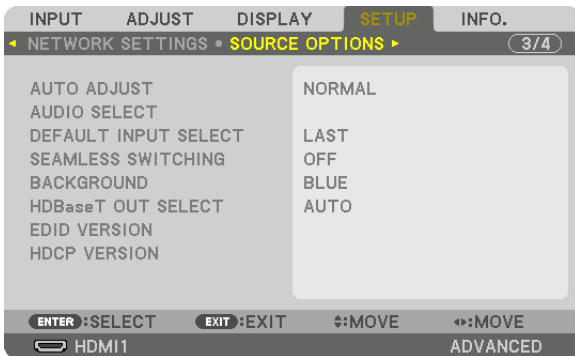 INPUT ADJUST DISPLAY SETUP INFO.
NETWORK SETTINGS • SOURCE OPTIONS 3/4
AUTO ADJUST NORMAL
AUDIO SELECT
DEFAULT INPUT SELECT LAST
SEAMLESS SWITCHING OFF
BACKGROUND BLUE
HDBaseT OUT SELECT AUTO
EDID VERSION
HDCP VERSION
ENTER :SELECT EXIT :EXIT :MOVE :MOVE
HDMI1 ADVANCED